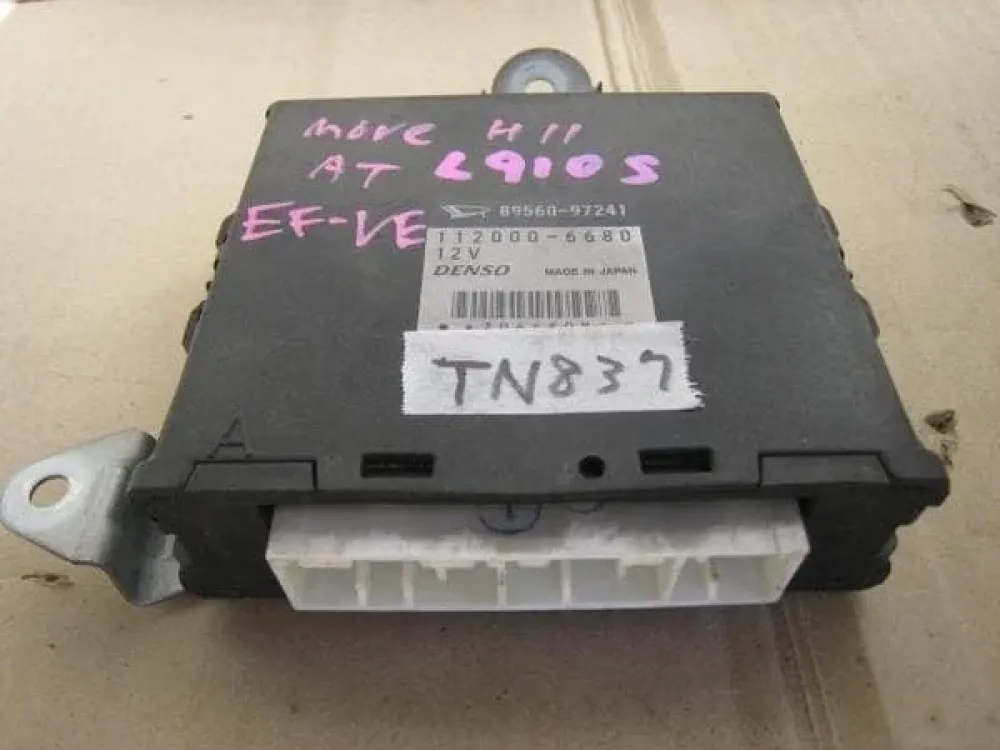 move H11
AT L910S
EF-VE
89560-97241
112000-6680
12V
DENSO MADE IN JAPAN
TN837
A